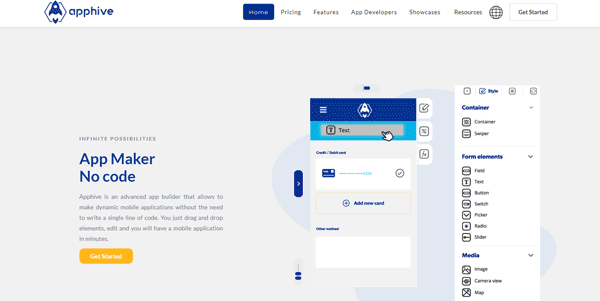 apphive
Home Pricing Features App Developers Showcases Resources Get Started
INFINITE POSSIBILITIES
App Maker
No code
Apphive is an advanced app builder that allows to
make dynamic mobile applications without the need
to write a single line of code. You just drag and drop
elements, edit and you will have a mobile application
in minutes.
Get Started
Text
Credit / Debit card
Add new card
Other method
Style
Container
Container
Swiper
Form elements
Field
Text
Button
Switch
Picker
Radio
Slider
Media
Image
Camera view
Map